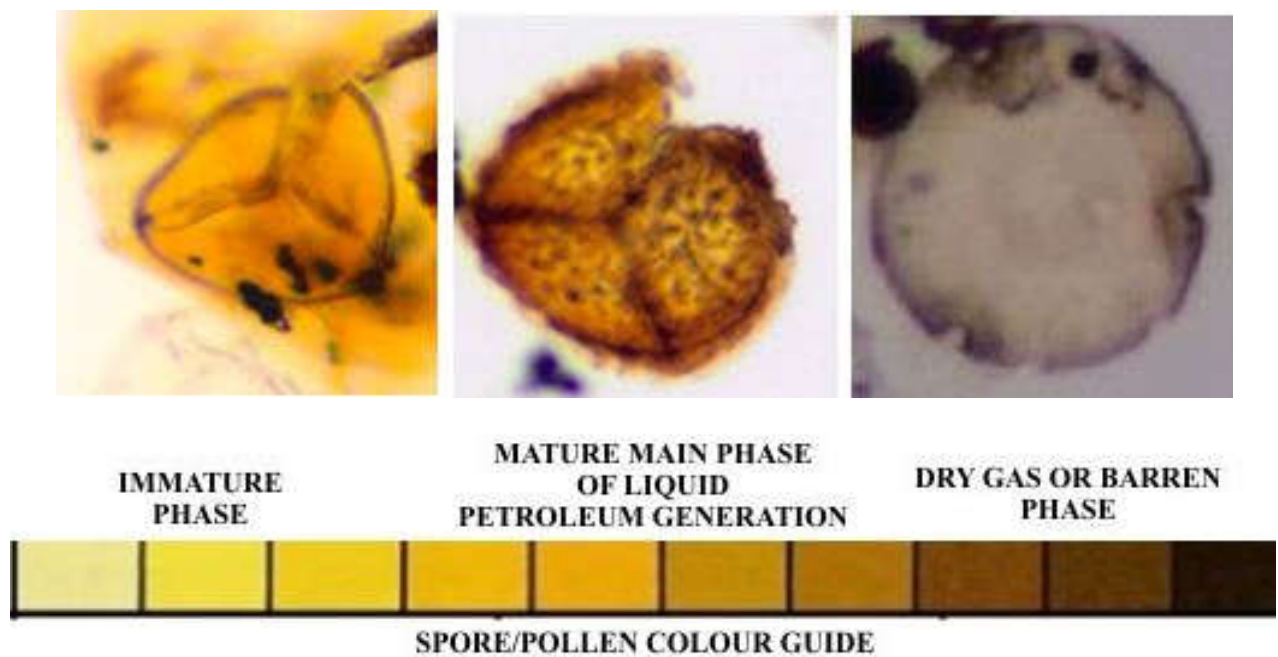 IMMATURE
PHASE
MATURE MAIN PHASE
OF LIQUID
PETROLEUM GENERATION
DRY GAS OR BARREN
PHASE
SPORE/POLLEN COLOUR GUIDE